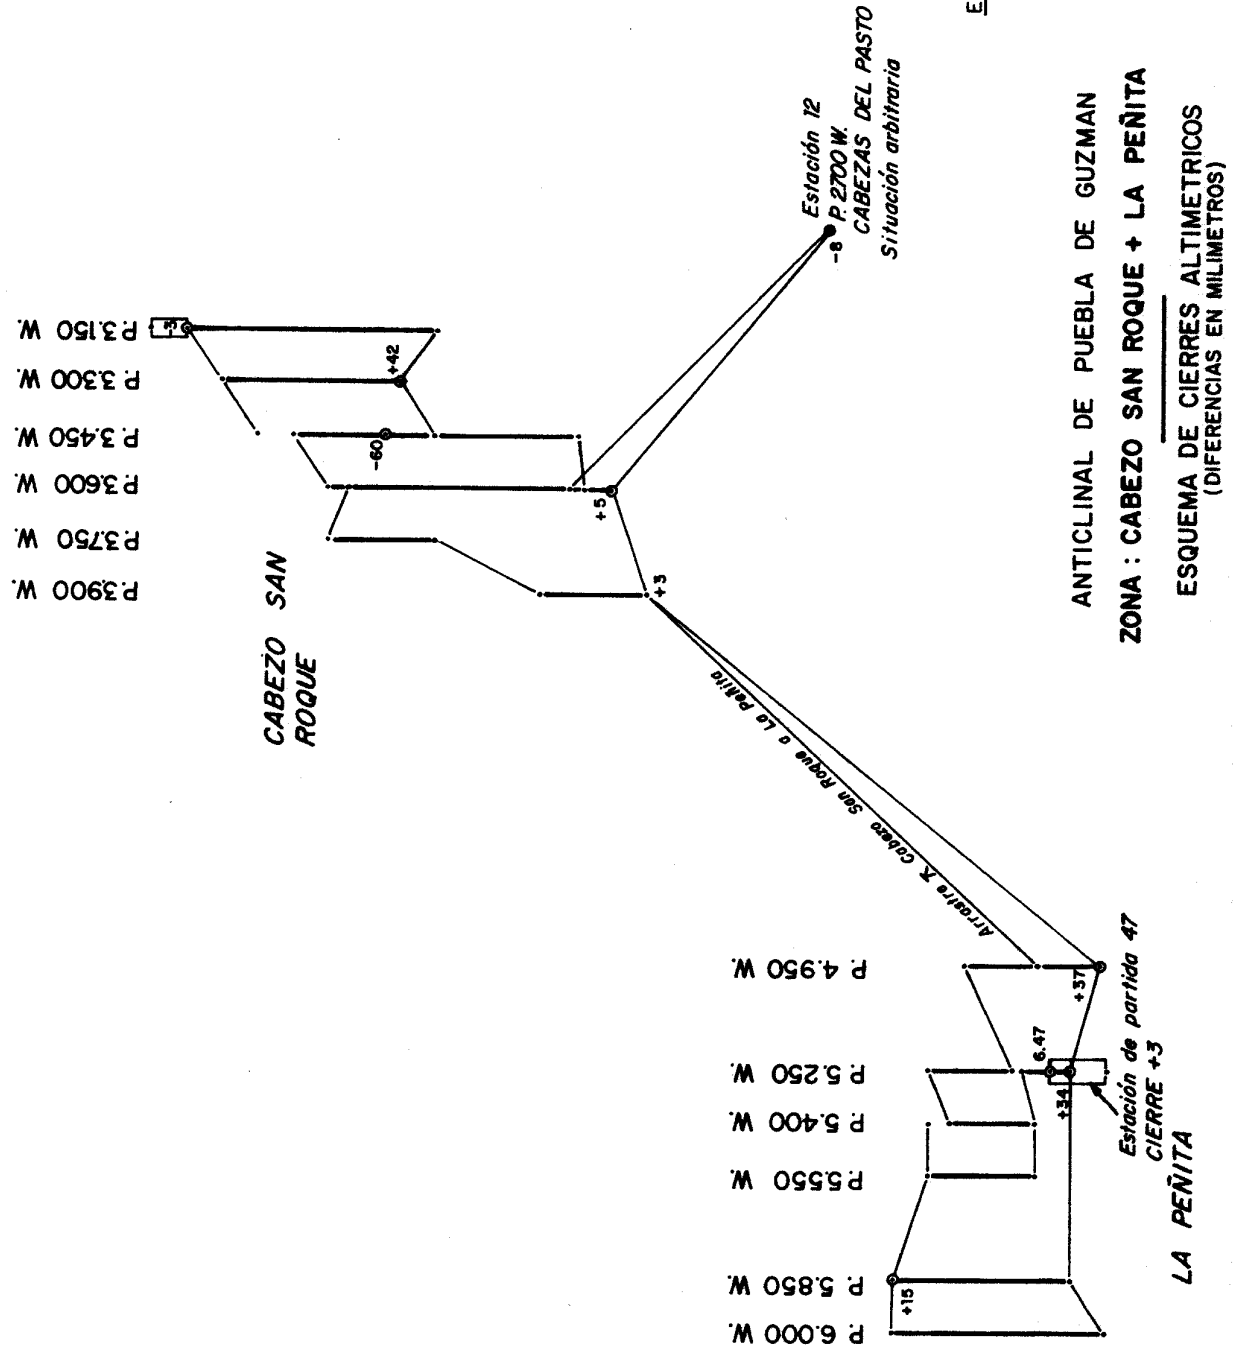 P.3.150 W.
P. 3.300 W.
P. 3.450 W.
P.3.600 W.
P.3.750 W.
P.3.900 W.
-3
+42
-60
+5
+3
CABEZO SAN
ROQUE
Estación 12
P. 2700 W.
CABEZAS DEL PASTO
Situación arbitraria
-8
E
Arrastre Cabezo San Roque a La Peñita
P. 4.950 W.
P. 5.250 W.
P. 5.400 W.
P.5.550 W.
P. 5.850 W.
P. 6.000 W.
+37
6.47
+34
+15
Estación de partida 47
CIERRE +3
LA PEÑITA
ANTICLINAL DE PUEBLA DE GUZMAN
ZONA : CABEZO SAN ROQUE + LA PEÑITA
ESQUEMA DE CIERRES ALTIMETRICOS
(DIFERENCIAS EN MILIMETROS)